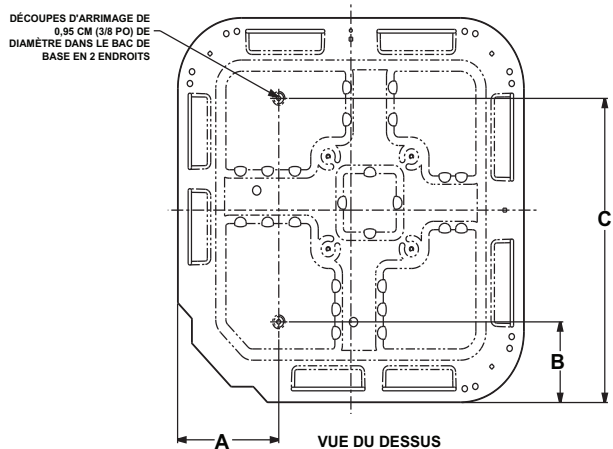 DÉCOUPES D'ARRIMAGE DE
0,95 CM (3/8 PO) DE
DIAMÈTRE DANS LE BAC DE
BASE EN 2 ENDROITS
C
B
A
VUE DU DESSUS